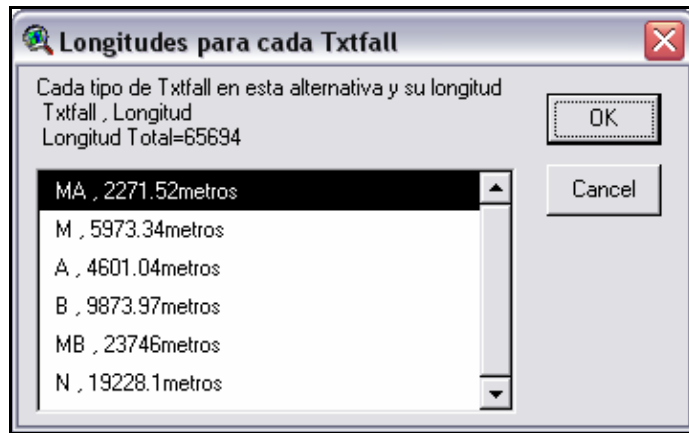 Longitudes para cada Txtfall
Cada tipo de Txtfall en esta alternativa y su longitud
Txtfall , Longitud
Longitud Total=65694
OK
Cancel
MA , 2271.52metros
M , 5973.34metros
A , 4601.04metros
B , 9873.97metros
MB , 23746metros
N , 19228.1metros